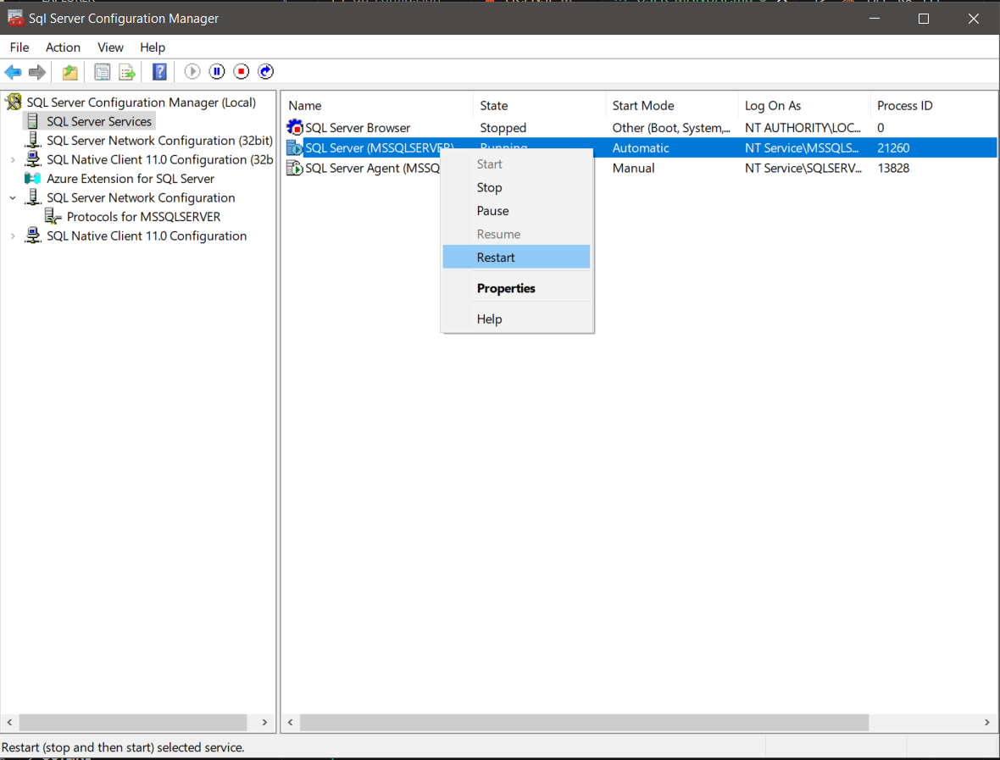 Sql Server Configuration Manager
File Action View Help
SQL Server Configuration Manager (Local)
SQL Server Services
SQL Server Network Configuration (32bit)
SQL Native Client 11.0 Configuration (32b
Azure Extension for SQL Server
SQL Server Network Configuration
Protocols for MSSQLSERVER
SQL Native Client 11.0 Configuration
Name State Start Mode Log On As Process ID
SQL Server Browser Stopped Other (Boot, System,... NT AUTHORITY\LOC... 0
SQL Server (MSSQLSERVER) Running Automatic NT Service\MSSQLS... 21260
SQL Server Agent (MSSQ Manual NT Service\SQLSERV... 13828
Start
Stop
Pause
Resume
Restart
Properties
Help
Restart (stop and then start) selected service.